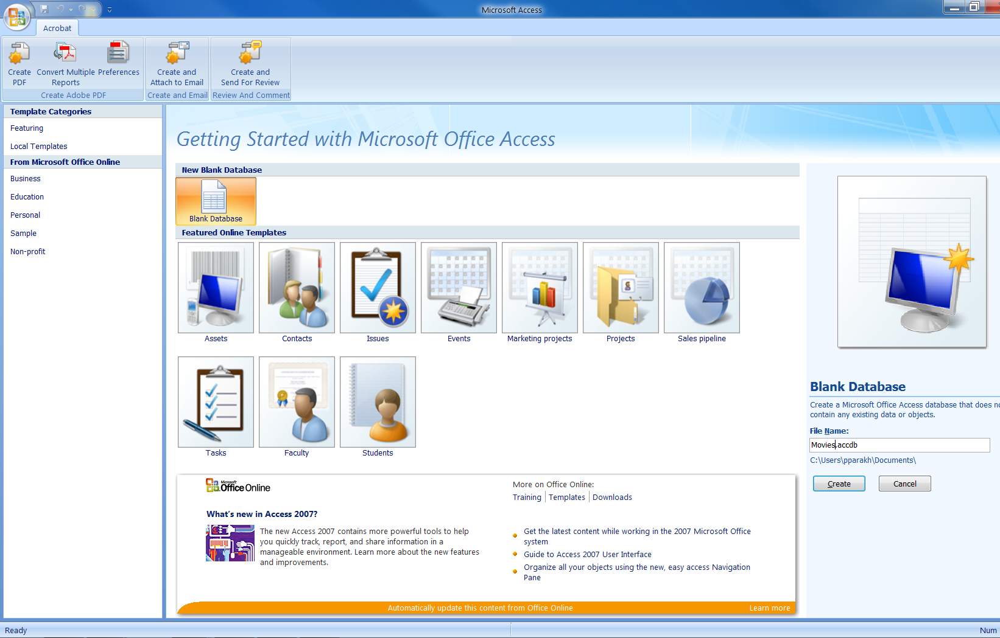 Microsoft Access
Acrobat
Create
PDF
Convert Multiple
Reports
Preferences
Create Adobe PDF
Create and
Attach to Email
Create and Email
Create and
Send For Review
Review And Comment
Template Categories
Featuring
Local Templates
From Microsoft Office Online
Business
Education
Personal
Sample
Non-profit
Getting Started with Microsoft Office Access
New Blank Database
Blank Database
Featured Online Templates
Assets
Contacts
Issues
Events
Marketing projects
Projects
Sales pipeline
Tasks
Faculty
Students
Microsoft
Office Online
What's new in Access 2007?
The new Access 2007 contains more powerful tools to help
you quickly track, report, and share information in a
manageable environment. Learn more about the new features
and improvements.
More on Office Online:
Training | Templates | Downloads
Get the latest content while working in the 2007 Microsoft Office
system
Guide to Access 2007 User Interface
Organize all your objects using the new, easy access Navigation
Pane
Automatically update this content from Office Online
Learn more
Blank Database
Create a Microsoft Office Access database that does no
contain any existing data or objects.
File Name:
Movies.accdb
C:\Users\pparakh\Documents\
Create
Cancel
Ready
Num